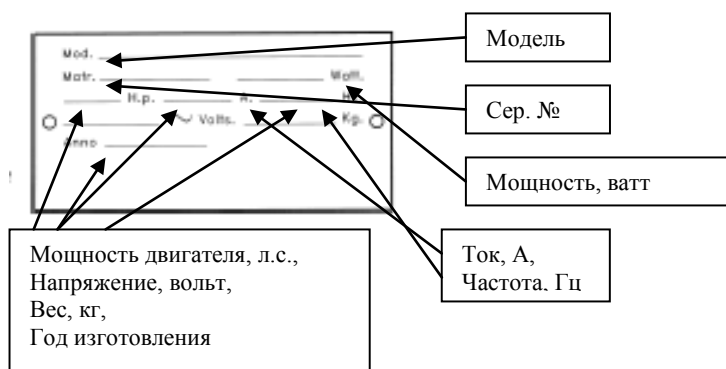 Mod.
Модель
Matr. Watt.
H.p. A. H
Сер. №
Volts. Kg.
Anno
Мощность, ватт
Мощность двигателя, л.с.,
Напряжение, вольт,
Вес, кг,
Год изготовления
Ток, А,
Частота, Гц